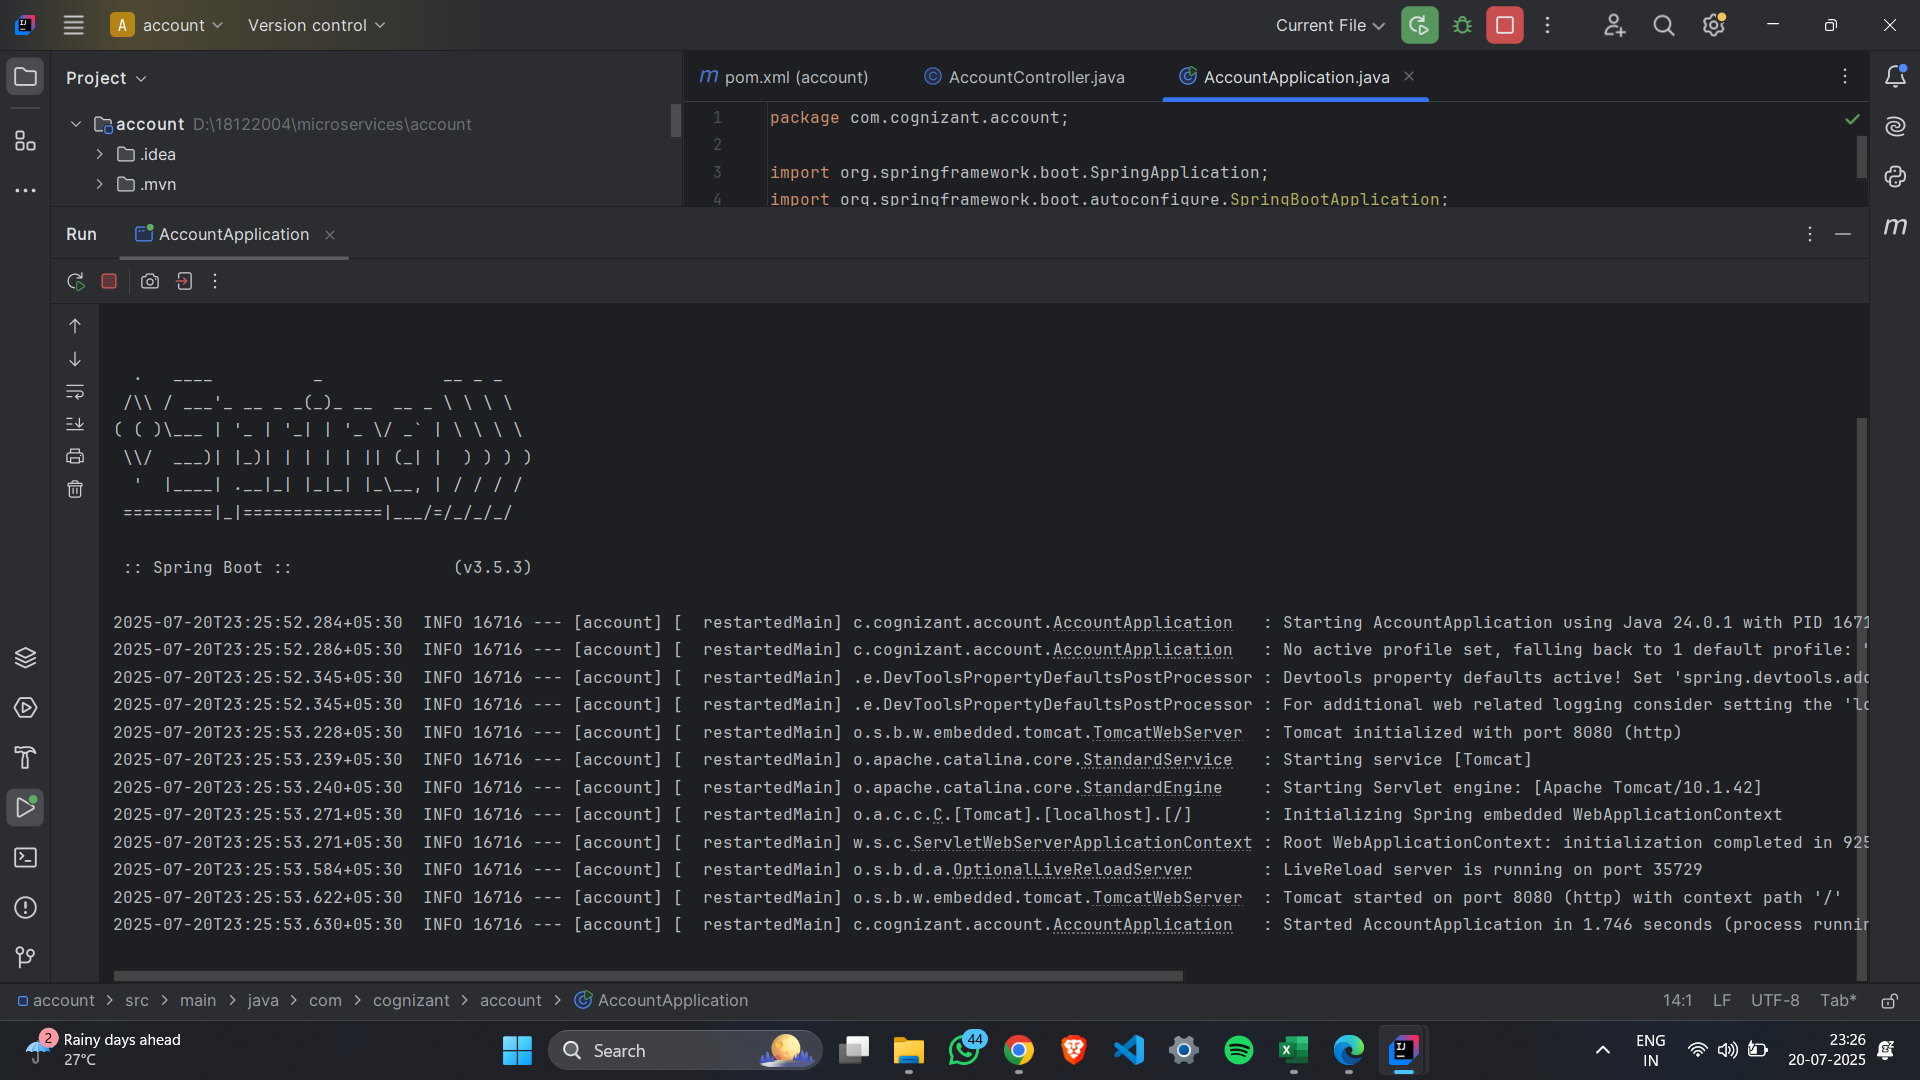 A account Version control Current File
Project
account D:\18122004\microservices\account
.idea
.mvn
m pom.xml (account) AccountController.java AccountApplication.java
1 package com.cognizant.account;
2
3 import org.springframework.boot.SpringApplication;
4 import org.springframework.boot.autoconfigure.SpringBootApplication;
Run AccountApplication
  .   ____          _            __ _ _
 /\\ / ___'_ __ _ _(_)_ __  __ _ \ \ \ \
( ( )\___ | '_ | '_| | '_ \/ _` | \ \ \ \
 \\/  ___)| |_)| | | | | || (_| |  ) ) ) )
  '  |____| .__|_| |_|_| |_\__, | / / / /
 =========|_|==============|___/=/_/_/_/
 :: Spring Boot ::                (v3.5.3)
2025-07-20T23:25:52.284+05:30  INFO 16716 --- [account] [  restartedMain] c.cognizant.account.AccountApplication   : Starting AccountApplication using Java 24.0.1 with PID 1671
2025-07-20T23:25:52.286+05:30  INFO 16716 --- [account] [  restartedMain] c.cognizant.account.AccountApplication   : No active profile set, falling back to 1 default profile: "
2025-07-20T23:25:52.345+05:30  INFO 16716 --- [account] [  restartedMain] .e.DevToolsPropertyDefaultsPostProcessor : Devtools property defaults active! Set 'spring.devtools.add
2025-07-20T23:25:52.345+05:30  INFO 16716 --- [account] [  restartedMain] .e.DevToolsPropertyDefaultsPostProcessor : For additional web related logging consider setting the 'lo
2025-07-20T23:25:53.228+05:30  INFO 16716 --- [account] [  restartedMain] o.s.b.w.embedded.tomcat.TomcatWebServer  : Tomcat initialized with port 8080 (http)
2025-07-20T23:25:53.239+05:30  INFO 16716 --- [account] [  restartedMain] o.apache.catalina.core.StandardService   : Starting service [Tomcat]
2025-07-20T23:25:53.240+05:30  INFO 16716 --- [account] [  restartedMain] o.apache.catalina.core.StandardEngine    : Starting Servlet engine: [Apache Tomcat/10.1.42]
2025-07-20T23:25:53.271+05:30  INFO 16716 --- [account] [  restartedMain] o.a.c.c.C.[Tomcat].[localhost].[/]       : Initializing Spring embedded WebApplicationContext
2025-07-20T23:25:53.271+05:30  INFO 16716 --- [account] [  restartedMain] w.s.c.ServletWebServerApplicationContext : Root WebApplicationContext: initialization completed in 925
2025-07-20T23:25:53.584+05:30  INFO 16716 --- [account] [  restartedMain] o.s.b.d.a.OptionalLiveReloadServer       : LiveReload server is running on port 35729
2025-07-20T23:25:53.622+05:30  INFO 16716 --- [account] [  restartedMain] o.s.b.w.embedded.tomcat.TomcatWebServer  : Tomcat started on port 8080 (http) with context path '/'
2025-07-20T23:25:53.630+05:30  INFO 16716 --- [account] [  restartedMain] c.cognizant.account.AccountApplication   : Started AccountApplication in 1.746 seconds (process runnin
account > src > main > java > com > cognizant > account > AccountApplication 14:1 LF UTF-8 Tab*
2 Rainy days ahead
27°C
Search
44
ENG
IN
23:26
20-07-2025